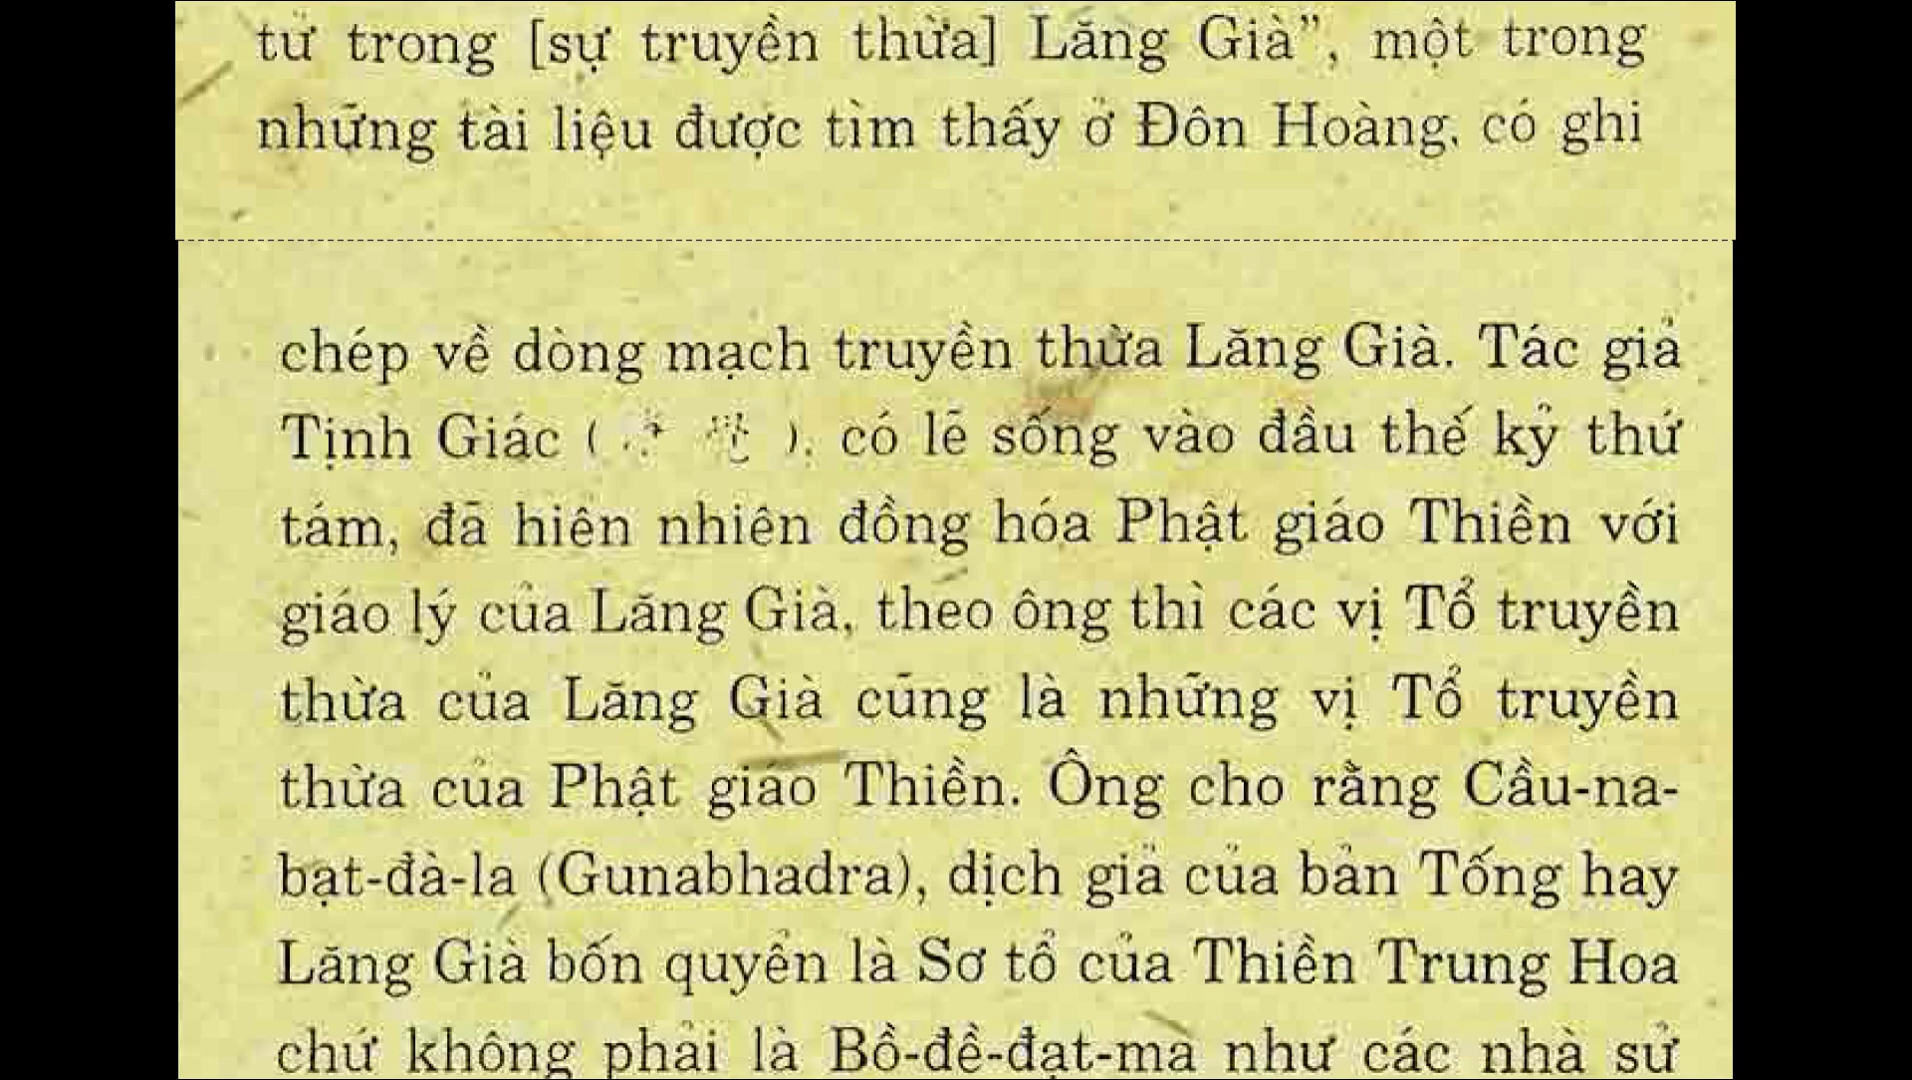 tử trong [sự truyền thừa] Lăng Già”, một trong
những tài liệu được tìm thấy ở Đôn Hoàng, có ghi
chép về dòng mạch truyền thừa Lăng Già. Tác giả
Tịnh Giác ( ), có lẽ sống vào đầu thế kỷ thứ
tám, đã hiên nhiên đồng hóa Phật giáo Thiền với
giáo lý của Lăng Già, theo ông thì các vị Tổ truyền
thừa của Lăng Già cũng là những vị Tổ truyền
thừa của Phật giáo Thiền. Ông cho rằng Cầu-na-
bạt-đà-la (Gunabhadra), dịch giả của bản Tống hay
Lăng Già bốn quyển là Sơ tổ của Thiền Trung Hoa
chứ không phải là Bồ-đề-đạt-ma như các nhà sử